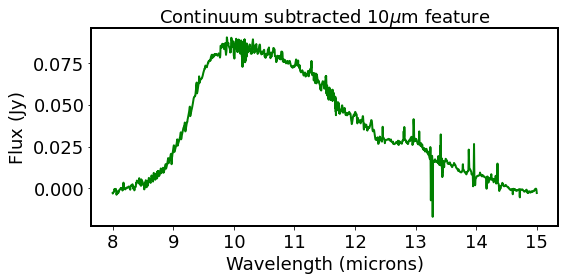 Continuum subtracted 10μm feature
Flux (Jy)
0.075
0.050
0.025
0.000
8 9 10 11 12 13 14 15
Wavelength (microns)